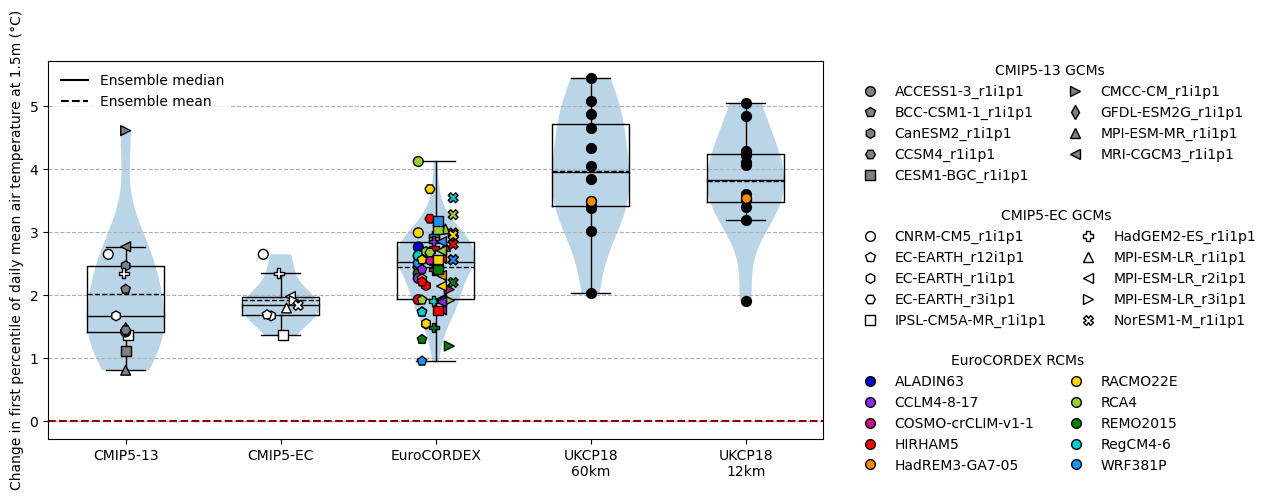 Change in first percentile of daily mean air temperature at 1.5m (°C)
Ensemble median
Ensemble mean
5
4
3
2
1
0
CMIP5-13
CMIP5-EC
EuroCORDEX
UKCP18
60km
UKCP18
12km
CMIP5-13 GCMs
ACCESS1-3_r1i1p1
BCC-CSM1-1_r1i1p1
CanESM2_r1i1p1
CCSM4_r1i1p1
CESM1-BGC_r1i1p1
CMCC-CM_r1i1p1
GFDL-ESM2G_r1i1p1
MPI-ESM-MR_r1i1p1
MRI-CGCM3_r1i1p1
CMIP5-EC GCMs
CNRM-CM5_r1i1p1
EC-EARTH_r12i1p1
EC-EARTH_r1i1p1
EC-EARTH_r3i1p1
IPSL-CM5A-MR_r1i1p1
HadGEM2-ES_r1i1p1
MPI-ESM-LR_r1i1p1
MPI-ESM-LR_r2i1p1
MPI-ESM-LR_r3i1p1
NorESM1-M_r1i1p1
EuroCORDEX RCMs
ALADIN63
CCLM4-8-17
COSMO-crCLIM-v1-1
HIRHAM5
HadREM3-GA7-05
RACMO22E
RCA4
REMO2015
RegCM4-6
WRF381P